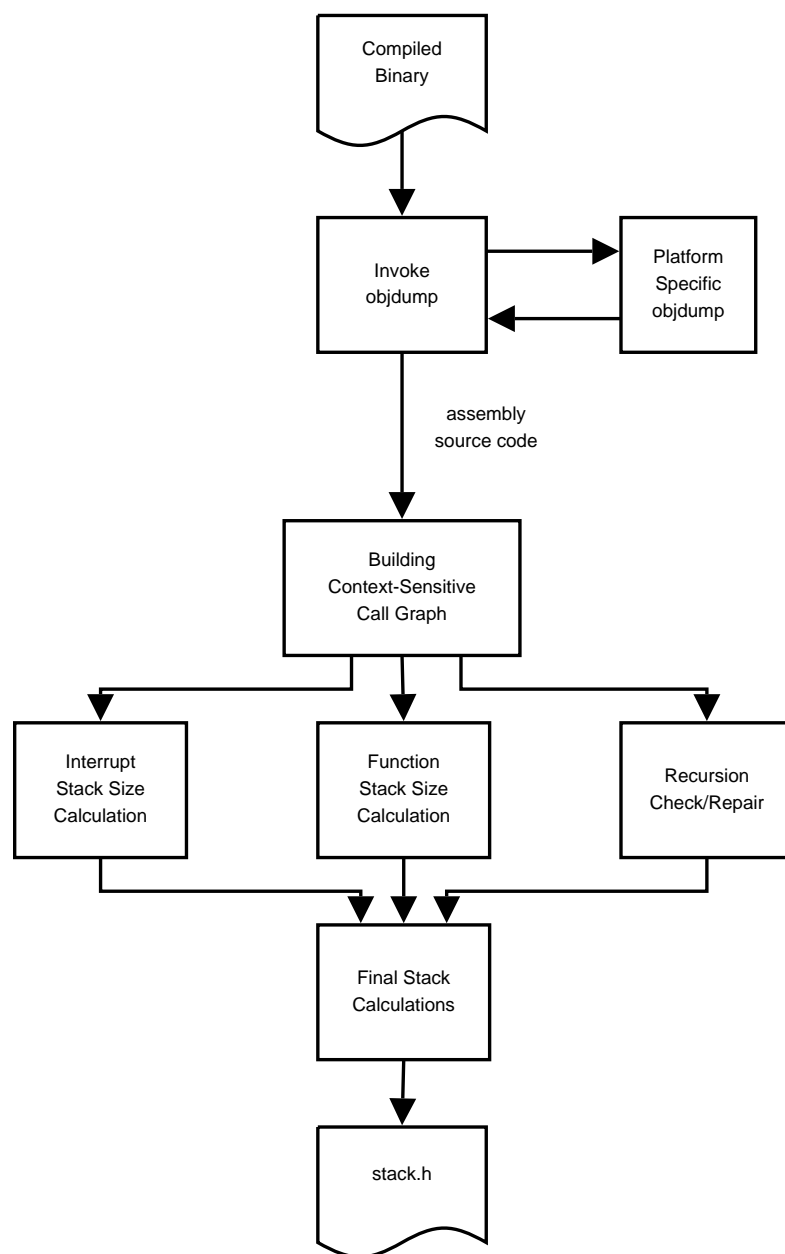 Compiled
Binary
Invoke
objdump
Platform
Specific
objdump
assembly
source code
Building
Context-Sensitive
Call Graph
Interrupt
Stack Size
Calculation
Function
Stack Size
Calculation
Recursion
Check/Repair
Final Stack
Calculations
stack.h